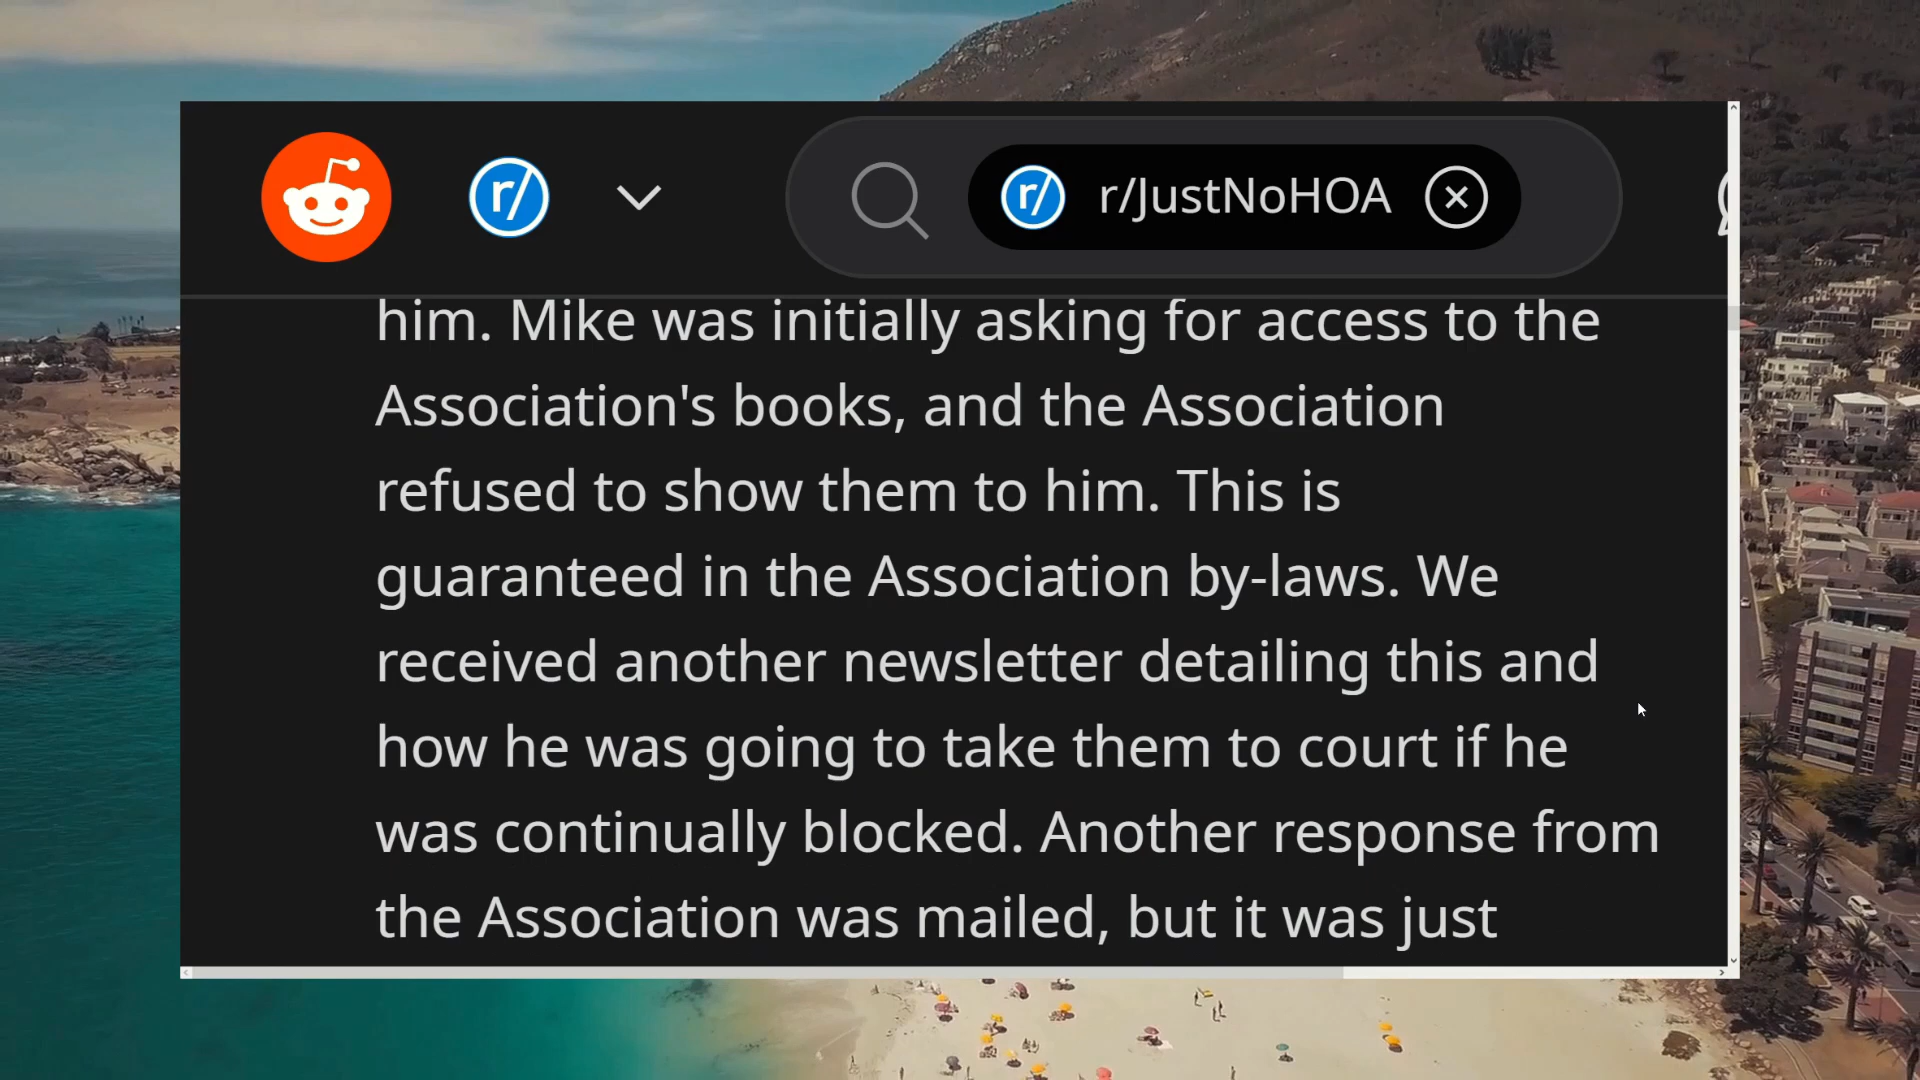 r/
r/ r/JustNoHOA
him. Mike was initially asking for access to the
Association's books, and the Association
refused to show them to him. This is
guaranteed in the Association by-laws. We
received another newsletter detailing this and
how he was going to take them to court if he
was continually blocked. Another response from
the Association was mailed, but it was just